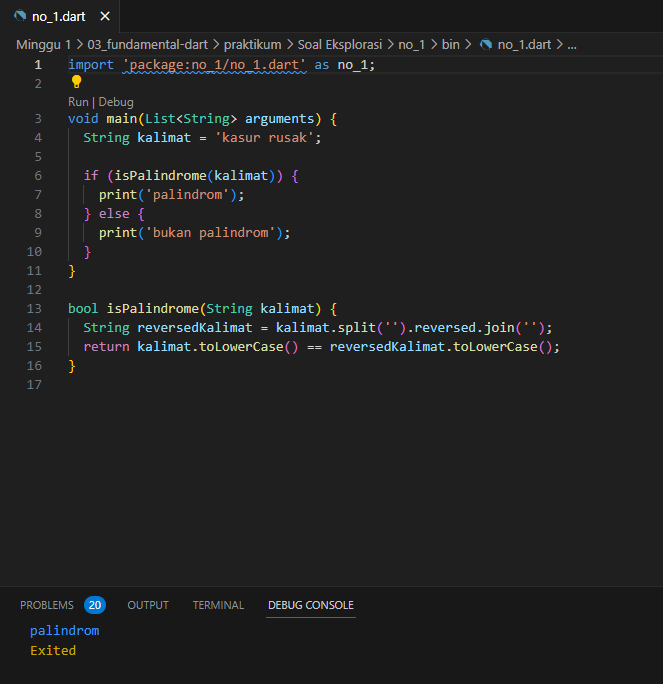 no_1.dart
Minggu 1 > 03_fundamental-dart > praktikum > Soal Eksplorasi > no_1 > bin > no_1.dart > ...
1 import 'package:no_1/no_1.dart' as no_1;
2
Run | Debug
3 void main(List<String> arguments) {
4   String kalimat = 'kasur rusak';
5
6   if (isPalindrome(kalimat)) {
7     print('palindrom');
8   } else {
9     print('bukan palindrom');
10   }
11 }
12
13 bool isPalindrome(String kalimat) {
14   String reversedKalimat = kalimat.split('').reversed.join('');
15   return kalimat.toLowerCase() == reversedKalimat.toLowerCase();
16 }
17
PROBLEMS 20 OUTPUT TERMINAL DEBUG CONSOLE
palindrom
Exited